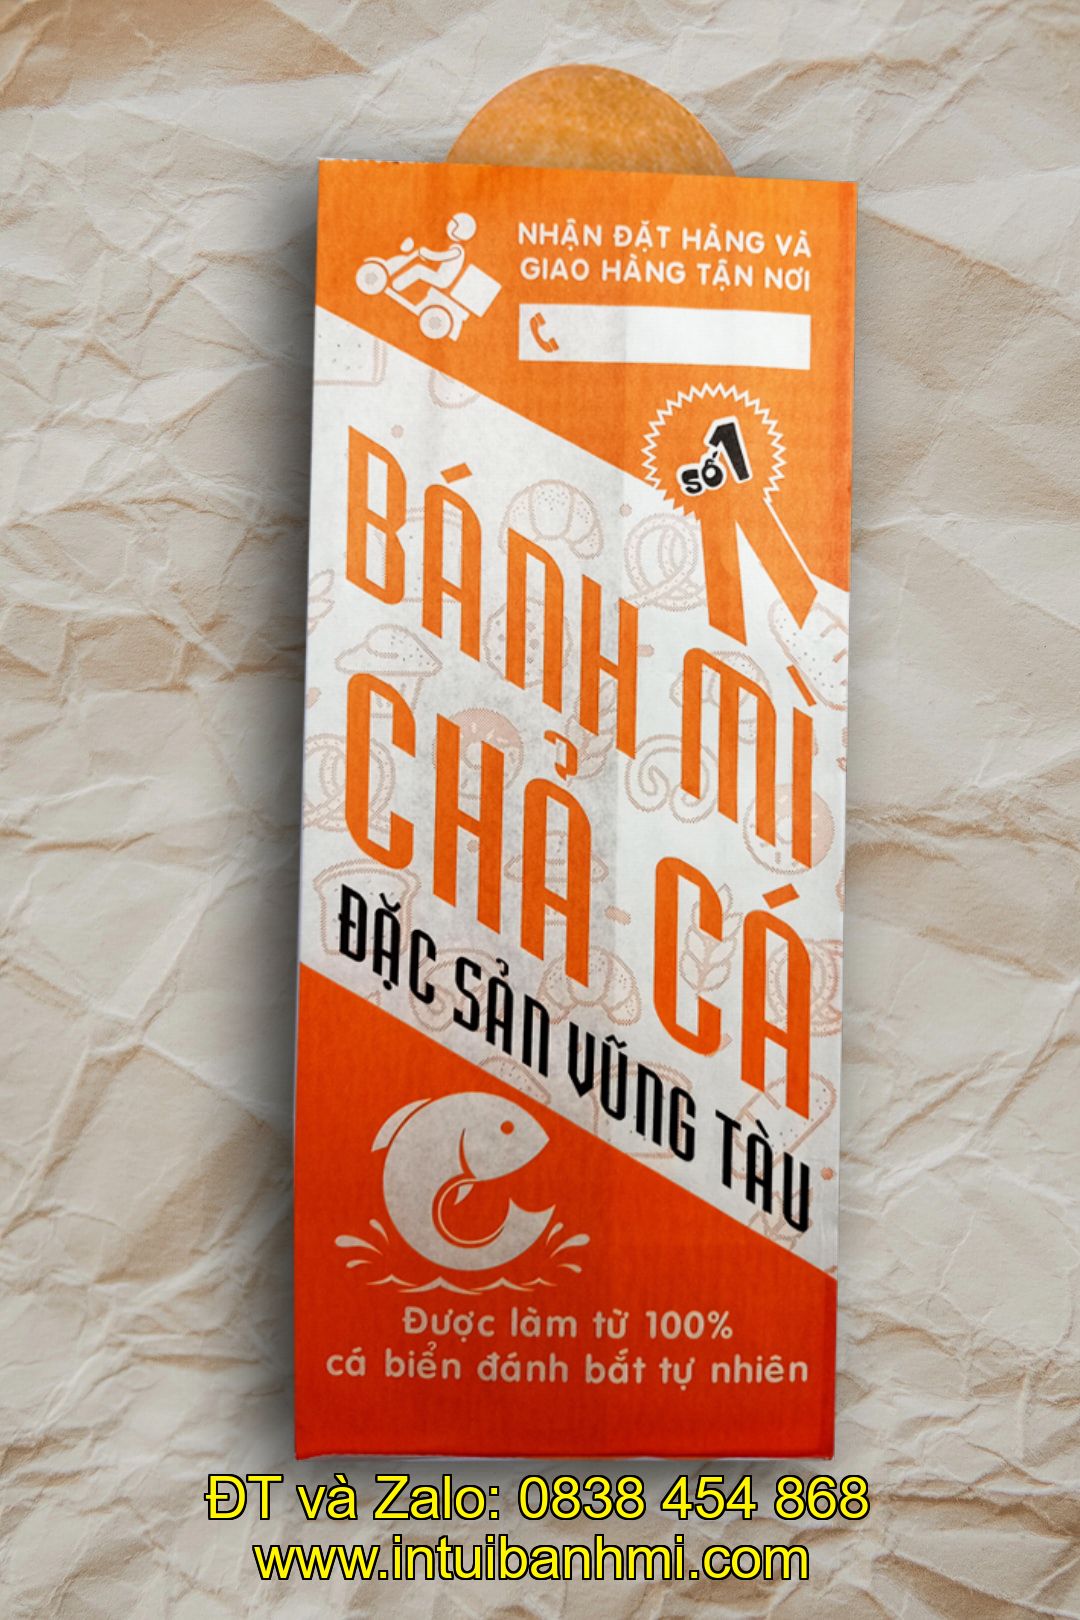 NHẬN ĐẶT HÀNG VÀ
GIAO HÀNG TẬN NƠI
SỐ 1
BÁNH MÌ
CHẢ CÁ
ĐẶC SẢN VŨNG TÀU
Được làm từ 100%
cá biển đánh bắt tự nhiên
ĐT và Zalo: 0838 454 868
www.intuibanhmi.com